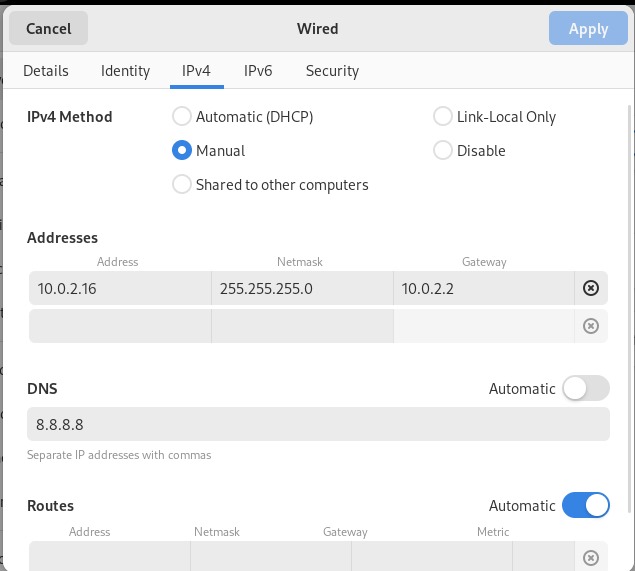 Cancel Wired Apply
Details Identity IPv4 IPv6 Security
IPv4 Method Automatic (DHCP) Link-Local Only
Manual Disable
Shared to other computers
Addresses
Address Netmask Gateway
10.0.2.16 255.255.255.0 10.0.2.2
DNS Automatic
8.8.8.8
Separate IP addresses with commas
Routes Automatic
Address Netmask Gateway Metric